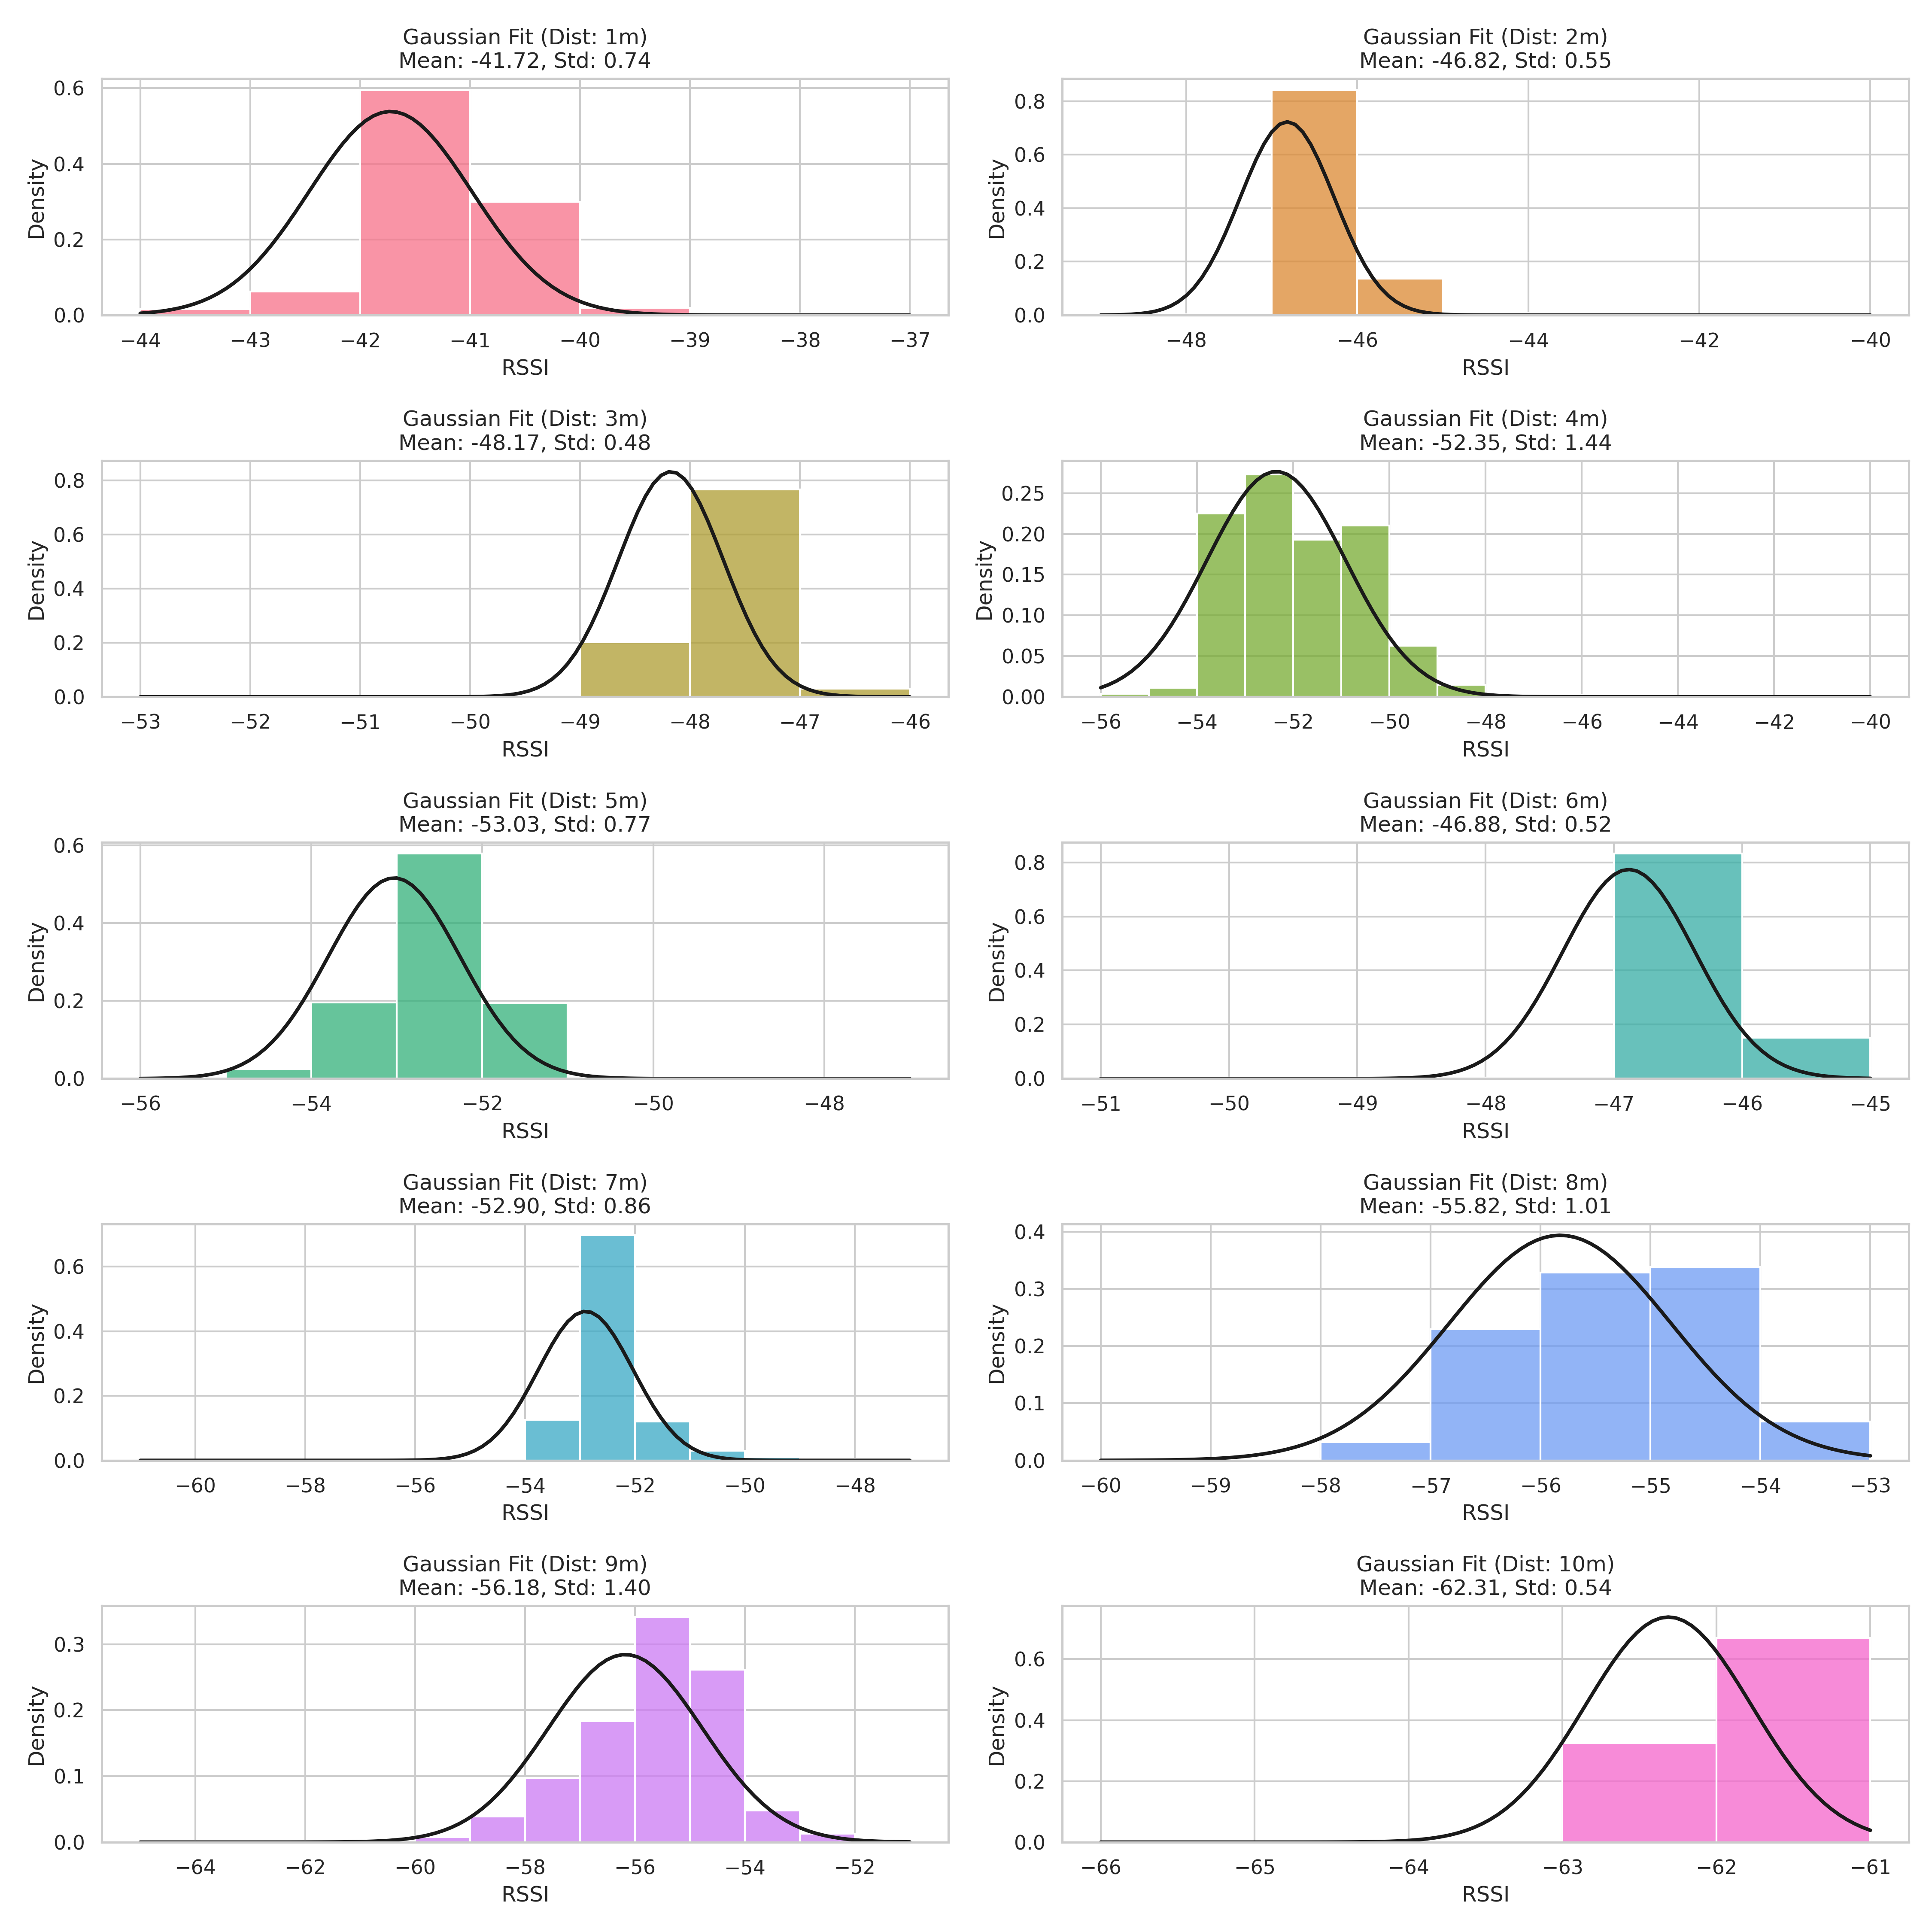 Gaussian Fit (Dist: 1m)
Mean: -41.72, Std: 0.74
0.6
0.4
0.2
0.0
Density
−44 −43 −42 −41 −40 −39 −38 −37
RSSI
Gaussian Fit (Dist: 2m)
Mean: -46.82, Std: 0.55
0.8
0.6
0.4
0.2
0.0
Density
−48 −46 −44 −42 −40
RSSI
Gaussian Fit (Dist: 3m)
Mean: -48.17, Std: 0.48
0.8
0.6
0.4
0.2
0.0
Density
−53 −52 −51 −50 −49 −48 −47 −46
RSSI
Gaussian Fit (Dist: 4m)
Mean: -52.35, Std: 1.44
0.25
0.20
0.15
0.10
0.05
0.00
Density
−56 −54 −52 −50 −48 −46 −44 −42 −40
RSSI
Gaussian Fit (Dist: 5m)
Mean: -53.03, Std: 0.77
0.6
0.4
0.2
0.0
Density
−56 −54 −52 −50 −48
RSSI
Gaussian Fit (Dist: 6m)
Mean: -46.88, Std: 0.52
0.8
0.6
0.4
0.2
0.0
Density
−51 −50 −49 −48 −47 −46 −45
RSSI
Gaussian Fit (Dist: 7m)
Mean: -52.90, Std: 0.86
0.6
0.4
0.2
0.0
Density
−60 −58 −56 −54 −52 −50 −48
RSSI
Gaussian Fit (Dist: 8m)
Mean: -55.82, Std: 1.01
0.4
0.3
0.2
0.1
0.0
Density
−60 −59 −58 −57 −56 −55 −54 −53
RSSI
Gaussian Fit (Dist: 9m)
Mean: -56.18, Std: 1.40
0.3
0.2
0.1
0.0
Density
−64 −62 −60 −58 −56 −54 −52
RSSI
Gaussian Fit (Dist: 10m)
Mean: -62.31, Std: 0.54
0.6
0.4
0.2
0.0
Density
−66 −65 −64 −63 −62 −61
RSSI